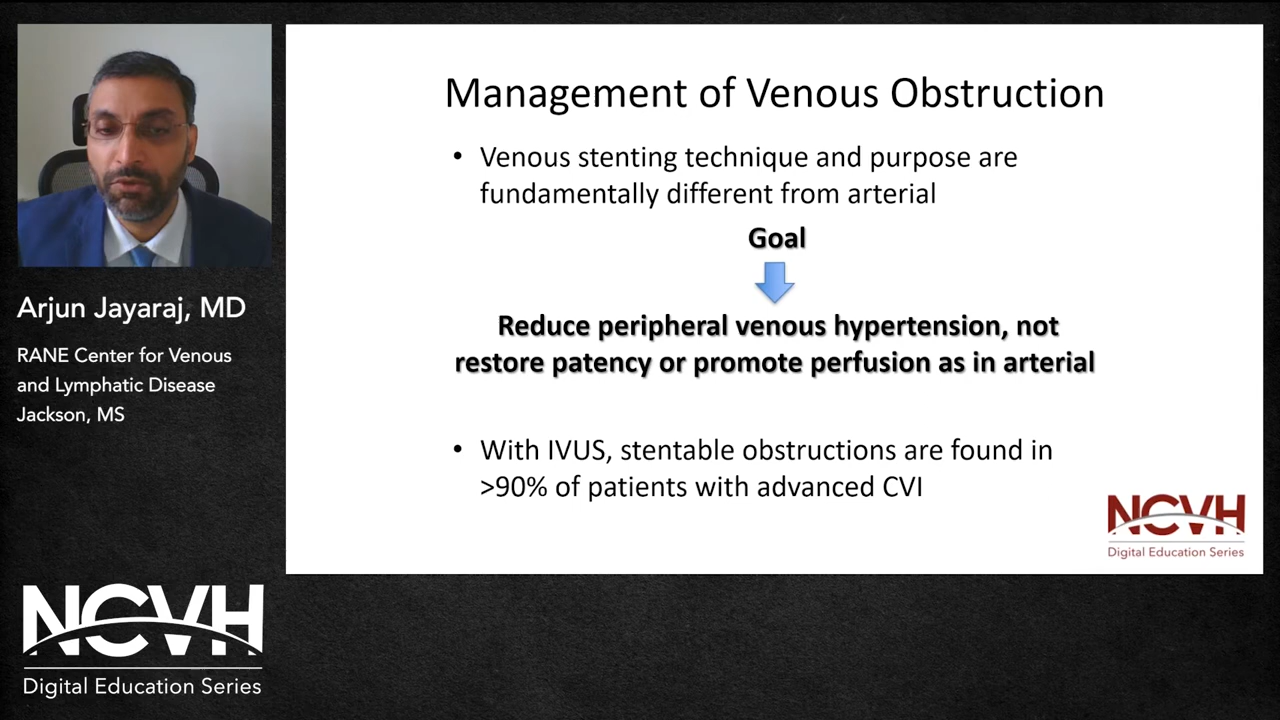 Arjun Jayaraj, MD
RANE Center for Venous
and Lymphatic Disease
Jackson, MS
NCVH
Digital Education Series
Management of Venous Obstruction
• Venous stenting technique and purpose are
fundamentally different from arterial
Goal
Reduce peripheral venous hypertension, not
restore patency or promote perfusion as in arterial
• With IVUS, stentable obstructions are found in
>90% of patients with advanced CVI
NCVH
Digital Education Series